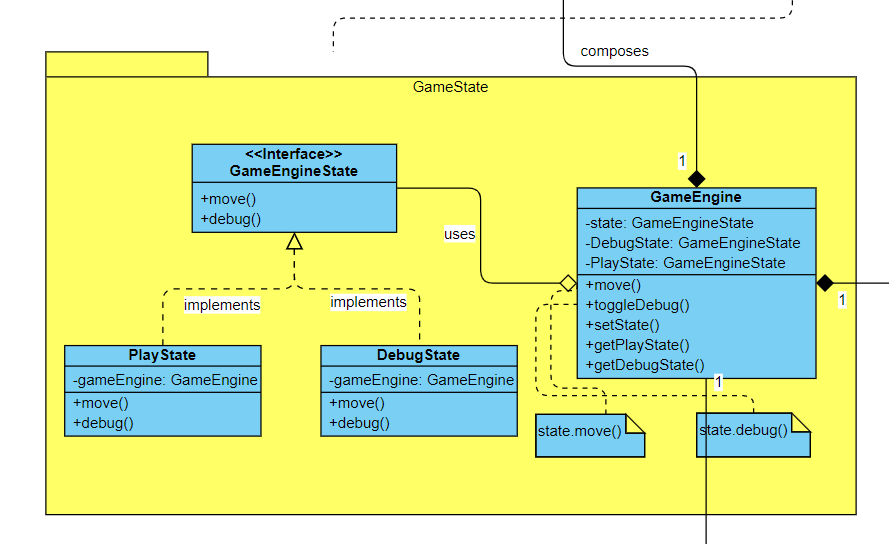 composes
GameState
1
<<Interface>>
GameEngineState
+move()
+debug()
GameEngine
-state: GameEngineState
-DebugState: GameEngineState
-PlayState: GameEngineState
+move()
+toggleDebug()
+setState()
+getPlayState()
+getDebugState()
uses
1
implements
implements
PlayState
-gameEngine: GameEngine
+move()
+debug()
DebugState
-gameEngine: GameEngine
+move()
+debug()
1
state.move()
state.debug()